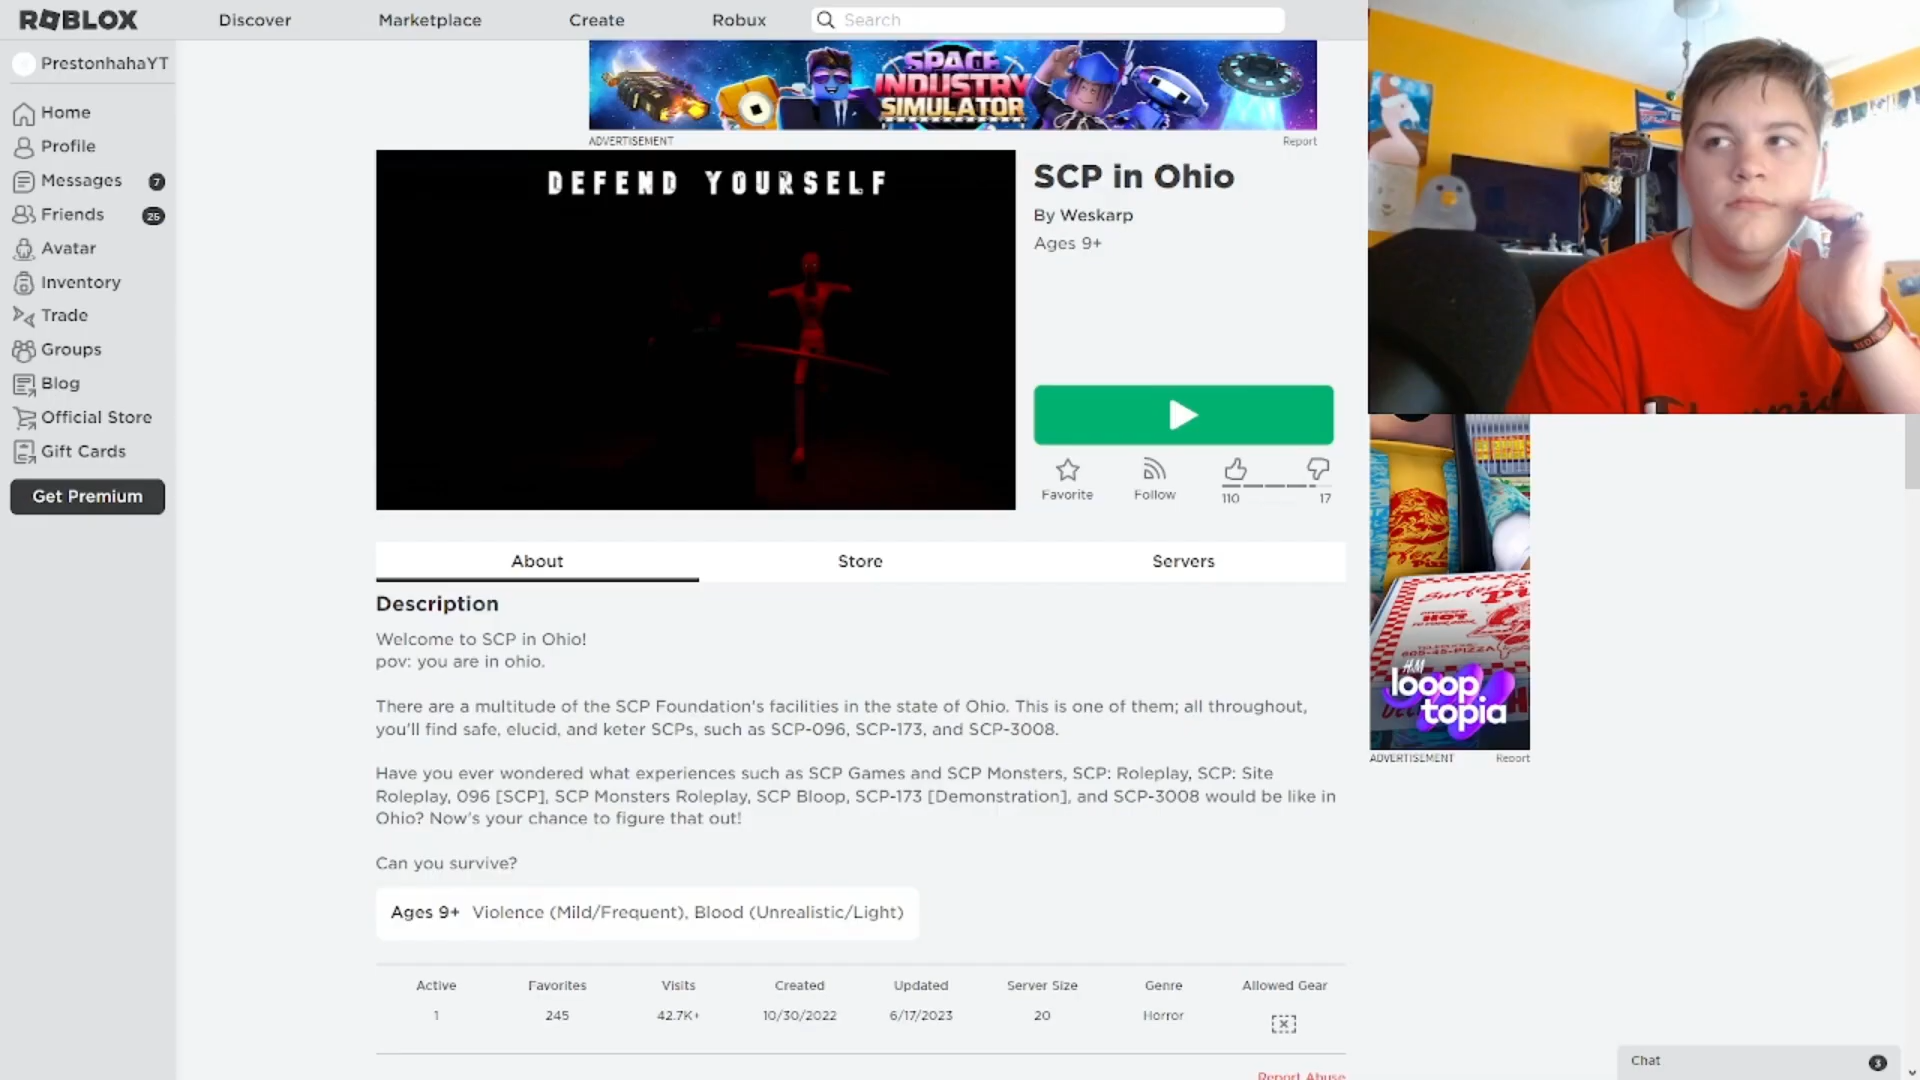 ROBLOX
Discover
Marketplace
Create
Robux
Search
PrestonhahaYT
Home
Profile
Messages 7
Friends 25
Avatar
Inventory
Trade
Groups
Blog
Official Store
Gift Cards
Get Premium
SPACE
INDUSTRY
SIMULATOR
ADVERTISEMENT
Report
DEFEND YOURSELF
SCP in Ohio
By Weskarp
Ages 9+
Favorite
Follow
110
17
About
Store
Servers
Description
Welcome to SCP in Ohio!
pov: you are in ohio.
There are a multitude of the SCP Foundation's facilities in the state of Ohio. This is one of them; all throughout,
you'll find safe, elucid, and keter SCPs, such as SCP-096, SCP-173, and SCP-3008.
Have you ever wondered what experiences such as SCP Games and SCP Monsters, SCP: Roleplay, SCP: Site
Roleplay, 096 [SCP], SCP Monsters Roleplay, SCP Bloop, SCP-173 [Demonstration], and SCP-3008 would be like in
Ohio? Now's your chance to figure that out!
Can you survive?
Ages 9+ Violence (Mild/Frequent), Blood (Unrealistic/Light)
Active
Favorites
Visits
Created
Updated
Server Size
Genre
Allowed Gear
1
245
42.7K+
10/30/2022
6/17/2023
20
Horror
Report Abuse
HOT
605-45-PIZZA
H&M
looop
topia
ADVERTISEMENT
Report
Chat
3